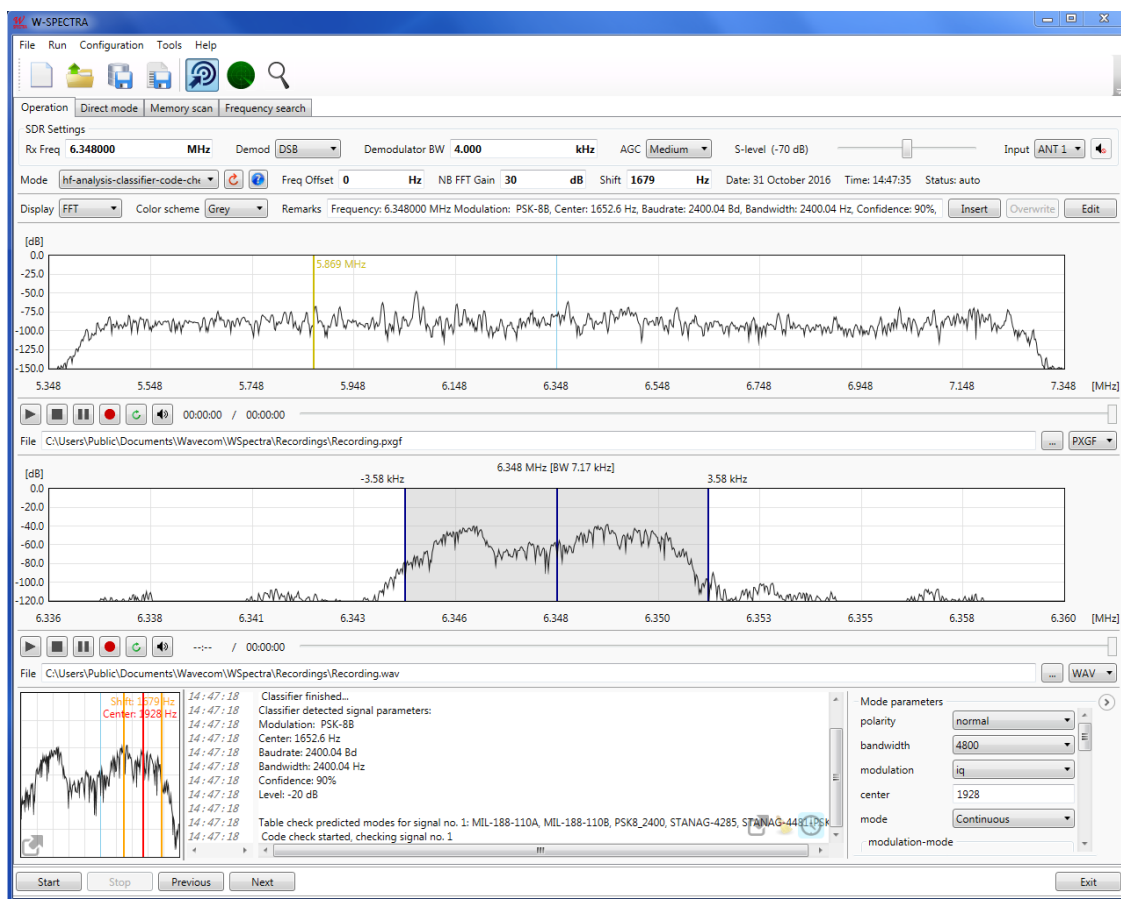 W-SPECTRA
File Run Configuration Tools Help
Operation Direct mode Memory scan Frequency search
SDR Settings
Rx Freq 6.348000 MHz Demod DSB Demodulator BW 4.000 kHz AGC Medium S-level (-70 dB) Input ANT 1
Mode hf-analysis-classifier-code-che Freq Offset 0 Hz NB FFT Gain 30 dB Shift 1679 Hz Date: 31 October 2016 Time: 14:47:35 Status: auto
Display FFT Color scheme Grey Remarks Frequency: 6.348000 MHz Modulation: PSK-8B, Center: 1652.6 Hz, Baudrate: 2400.04 Bd, Bandwidth: 2400.04 Hz, Confidence: 90%, Insert Overwrite Edit
[dB]
0.0
5.869 MHz
-25.0
-50.0
-75.0
-100.0
-125.0
-150.0
5.348 5.548 5.748 5.948 6.148 6.348 6.548 6.748 6.948 7.148 7.348 [MHz]
00:00:00 / 00:00:00
File C:\Users\Public\Documents\Wavecom\WSpectra\Recordings\Recording.pxgf ... PXGF
6.348 MHz [BW 7.17 kHz]
[dB] -3.58 kHz 3.58 kHz
0.0
-20.0
-40.0
-60.0
-80.0
-100.0
-120.0
6.336 6.338 6.341 6.343 6.346 6.348 6.350 6.353 6.355 6.358 6.360 [MHz]
--:-- / 00:00:00
File C:\Users\Public\Documents\Wavecom\WSpectra\Recordings\Recording.wav ... WAV
Shift: 1679 Hz
Center: 1928 Hz
14:47:18 Classifier finished...
14:47:18 Classifier detected signal parameters:
14:47:18 Modulation: PSK-8B
14:47:18 Center: 1652.6 Hz
14:47:18 Baudrate: 2400.04 Bd
14:47:18 Bandwidth: 2400.04 Hz
14:47:18 Confidence: 90%
14:47:18 Level: -20 dB
14:47:18
14:47:18 Table check predicted modes for signal no. 1: MIL-188-110A, MIL-188-110B, PSK8_2400, STANAG-4285, STANAG-4481-PSK
14:47:18 Code check started, checking signal no. 1
Mode parameters
polarity normal
bandwidth 4800
modulation iq
center 1928
mode Continuous
modulation-mode
Start Stop Previous Next Exit